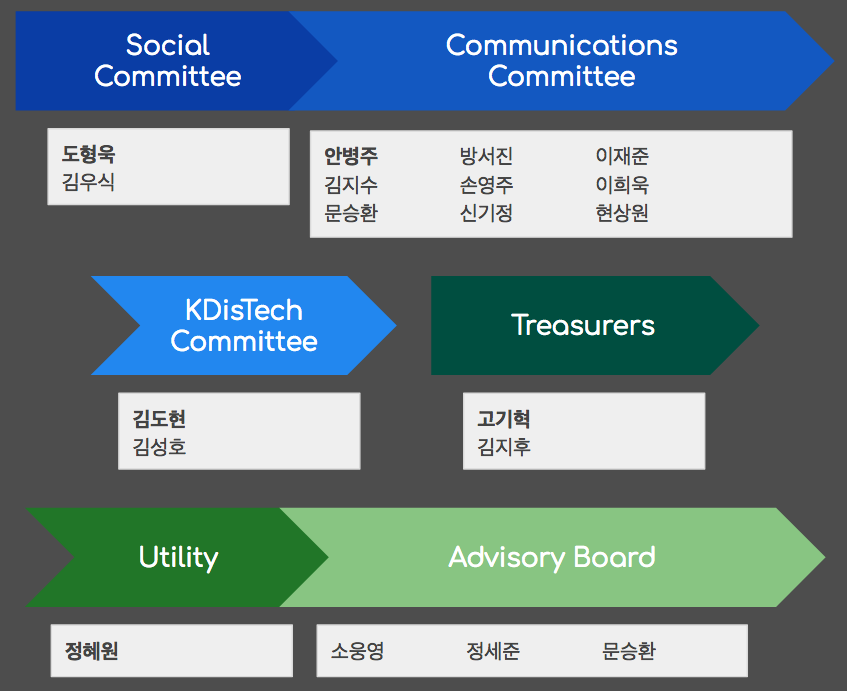 Social
Committee
Communications
Committee
도형욱
김우식
안병주 방서진 이재준
김지수 손영주 이희욱
문승환 신기정 현상원
KDisTech
Committee
Treasurers
김도현
김성호
고기혁
김지후
Utility
Advisory Board
정혜원
소웅영 정세준 문승환